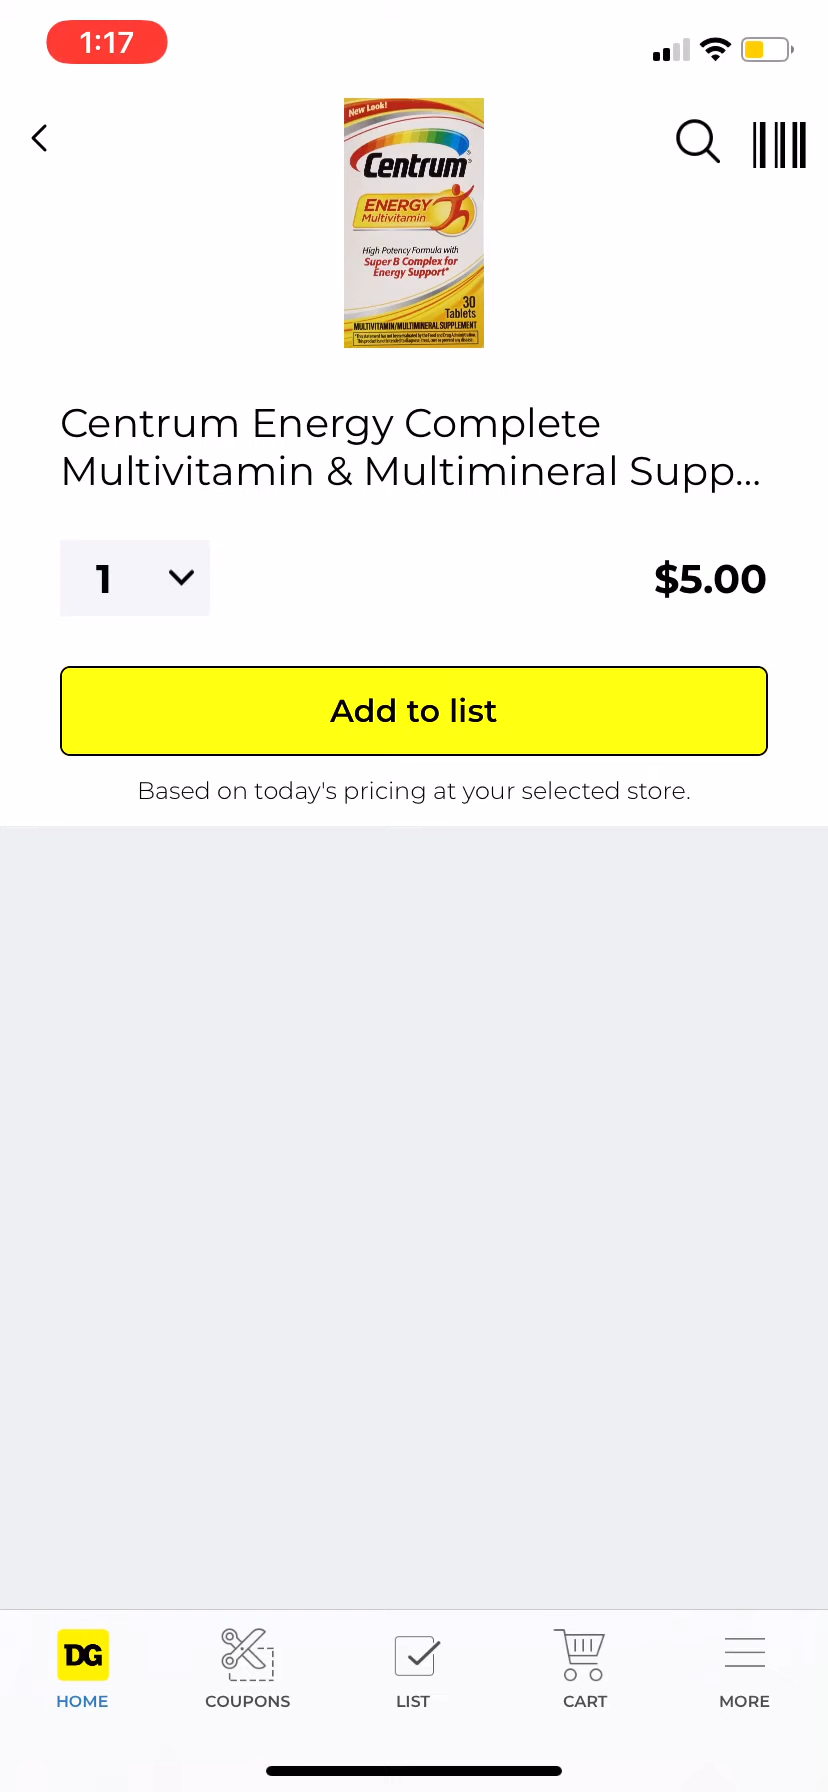 1:17
New Look!
Centrum
ENERGY
Multivitamin
High Potency Formula with
Super B Complex for
Energy Support*
30
Tablets
MULTIVITAMIN/MULTIMINERAL SUPPLEMENT
Centrum Energy Complete
Multivitamin & Multimineral Supp...
1
$5.00
Add to list
Based on today's pricing at your selected store.
DG
HOME
COUPONS
LIST
CART
MORE